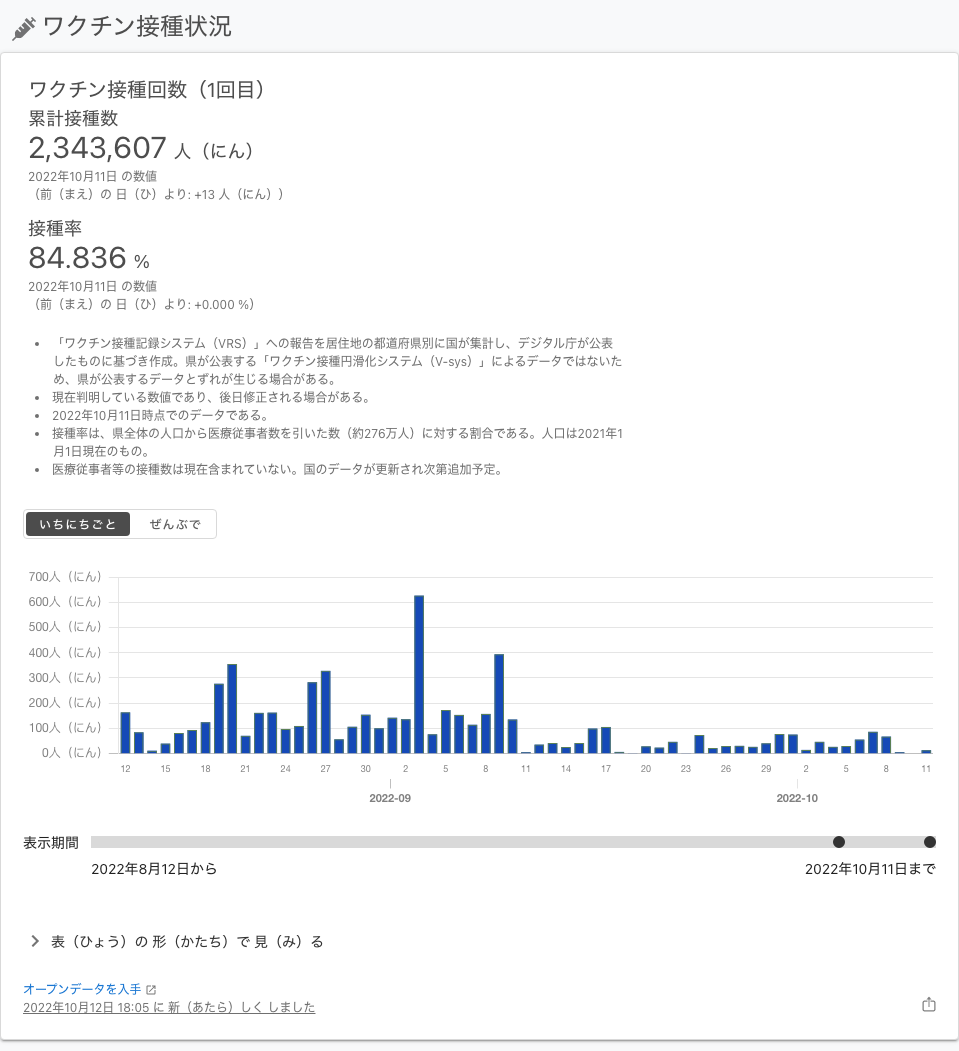 ワクチン接種状況
ワクチン接種回数（1回目）
累計接種数
2,343,607 人（にん）
2022年10月11日 の数値
（前（まえ）の 日（ひ）より: +13 人（にん））
接種率
84.836 %
2022年10月11日 の数値
（前（まえ）の 日（ひ）より: +0.000 %）
• 「ワクチン接種記録システム（VRS）」への報告を居住地の都道府県別に国が集計し、デジタル庁が公表
したものに基づき作成。県が公表する「ワクチン接種円滑化システム（V-sys）」によるデータではないた
め、県が公表するデータとずれが生じる場合がある。
• 現在判明している数値であり、後日修正される場合がある。
• 2022年10月11日時点でのデータである。
• 接種率は、県全体の人口から医療従事者数を引いた数（約276万人）に対する割合である。人口は2021年1
月1日現在のもの。
• 医療従事者等の接種数は現在含まれていない。国のデータが更新され次第追加予定。
いちにちごと ぜんぶで
700人（にん）
600人（にん）
500人（にん）
400人（にん）
300人（にん）
200人（にん）
100人（にん）
0人（にん）
12 15 18 21 24 27 30 2 5 8 11 14 17 20 23 26 29 2 5 8 11
2022-09 2022-10
表示期間
2022年8月12日から 2022年10月11日まで
表（ひょう）の 形（かたち）で 見（み）る
オープンデータを入手
2022年10月12日 18:05 に 新（あたら）しく しました